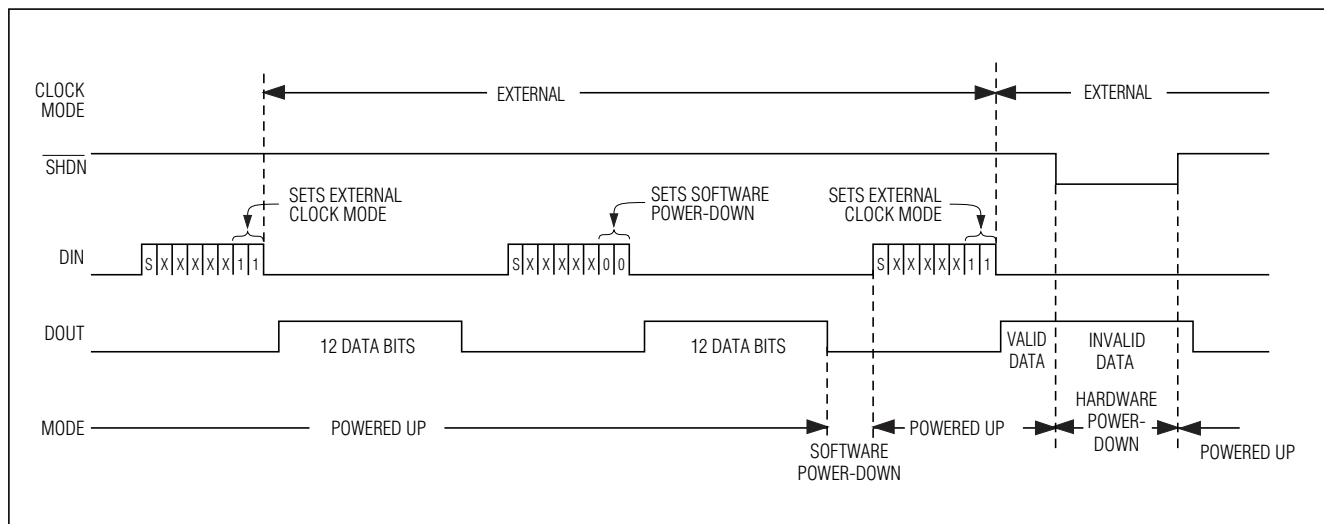 CLOCK
MODE
EXTERNAL
EXTERNAL
SHDN
SETS EXTERNAL
CLOCK MODE
SETS SOFTWARE
POWER-DOWN
SETS EXTERNAL
CLOCK MODE
DIN
S X X X X X 1 1
S X X X X X 0 0
S X X X X X 1 1
DOUT
12 DATA BITS
12 DATA BITS
VALID
DATA
INVALID
DATA
MODE
POWERED UP
SOFTWARE
POWER-DOWN
POWERED UP
HARDWARE
POWER-
DOWN
POWERED UP